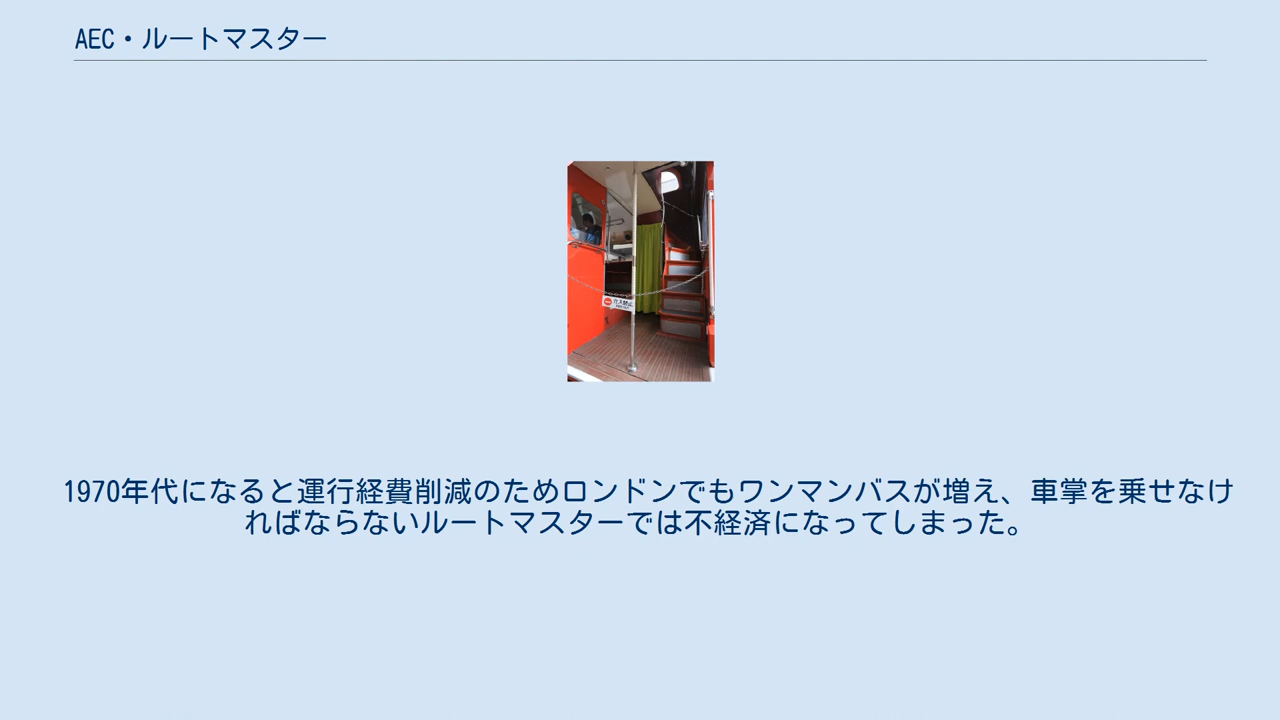 AEC・ルートマスター
1970年代になると運行経費削減のためロンドンでもワンマンバスが増え、車掌を乗せなけ
ればならないルートマスターでは不経済になってしまった。